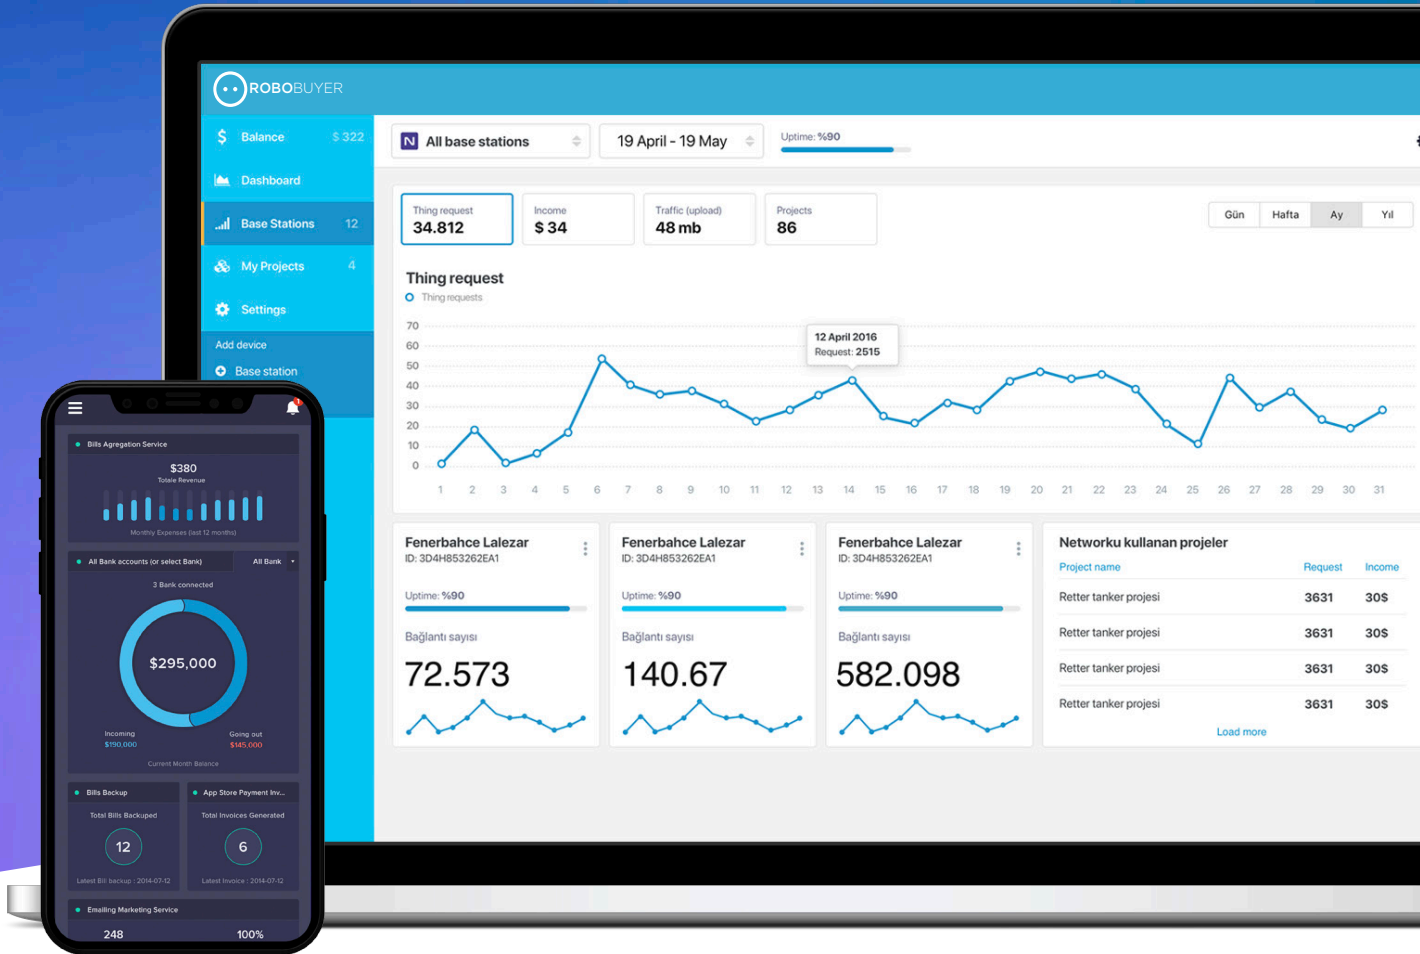 ROBOBUYER
Balance $ 322
Dashboard
Base Stations 12
My Projects 4
Settings
Add device
Base station
N All base stations
19 April - 19 May
Uptime: %90
Thing request
34.812
Income
$ 34
Traffic (upload)
48 mb
Projects
86
Gün Hafta Ay Yıl
Thing request
Thing requests
70
60
50
40
30
20
10
0
12 April 2016
Request: 2515
1 2 3 4 5 6 7 8 9 10 11 12 13 14 15 16 17 18 19 20 21 22 23 24 25 26 27 28 29 30 31
Fenerbahce Lalezar
ID: 3D4H853262EA1
Uptime: %90
Bağlantı sayısı
72.573
Fenerbahce Lalezar
ID: 3D4H853262EA1
Uptime: %90
Bağlantı sayısı
140.67
Fenerbahce Lalezar
ID: 3D4H853262EA1
Uptime: %90
Bağlantı sayısı
582.098
Networku kullanan projeler
Project name Request Income
Retter tanker projesi 3631 30$
Retter tanker projesi 3631 30$
Retter tanker projesi 3631 30$
Retter tanker projesi 3631 30$
Load more
1
Bills Agregation Service
$380
Totale Revenue
Monthly Expenses (last 12 months)
All Bank accounts (or select Bank) All Bank
3 Bank connected
$295,000
Incoming
$190,000
Going out
$145,000
Current Month Balance
Bills Backup
Total Bills Backuped
12
Latest Bill backup : 2014-07-12
App Store Payment Inv...
Total Invoices Generated
6
Latest Invoice : 2014-07-12
Emailing Marketing Service
248 100%